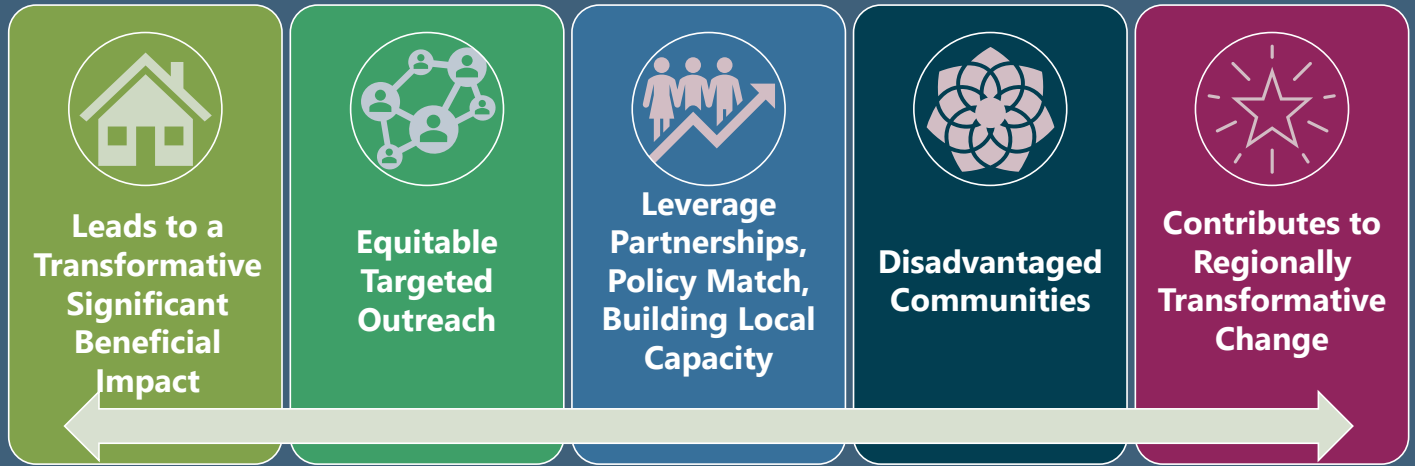 Leads to a
Transformative
Significant
Beneficial
Impact
Equitable
Targeted
Outreach
Leverage
Partnerships,
Policy Match,
Building Local
Capacity
Disadvantaged
Communities
Contributes to
Regionally
Transformative
Change